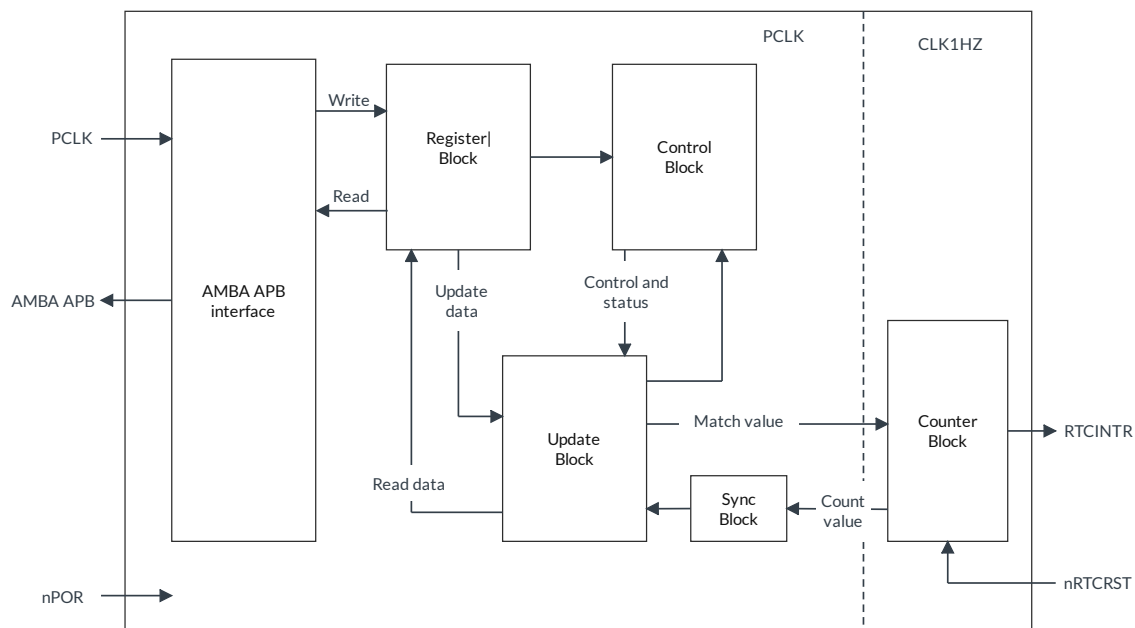 PCLK
CLK1HZ
Write
PCLK
Register|
Block
Control
Block
Read
AMBA APB
AMBA APB
interface
Update
data
Control and
status
Match value
Counter
Block
RTCINTR
Update
Block
Read data
Sync
Block
Count
value
nPOR
nRTCRST